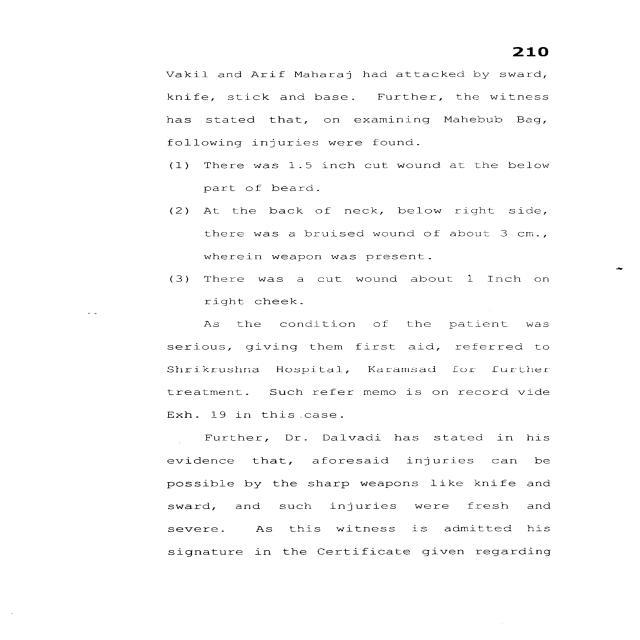 210
Vakil and Arif Maharaj had attacked by sward,
knife, stick and base. Further, the witness
has stated that, on examining Mahebub Bag,
following injuries were found.
(1) There was 1.5 inch cut wound at the below
part of beard.
(2) At the back of neck, below right side,
there was a bruised wound of about 3 cm.,
wherein weapon was present.
(3) There was a cut wound about 1 Inch on
right cheek.
As the condition of the patient was
serious, giving them first aid, referred to
Shrikrushna Hospital, Karamsad for further
treatment. Such refer memo is on record vide
Exh. 19 in this case.
Further, Dr. Dalvadi has stated in his
evidence that, aforesaid injuries can be
possible by the sharp weapons like knife and
sward, and such injuries were fresh and
severe. As this witness is admitted his
signature in the Certificate given regarding